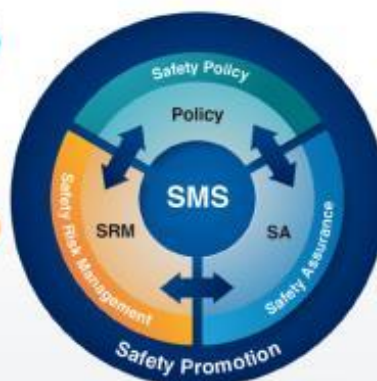 Safety Policy
Policy
SMS
SRM
SA
Safety Risk Management
Safety Assurance
Safety Promotion